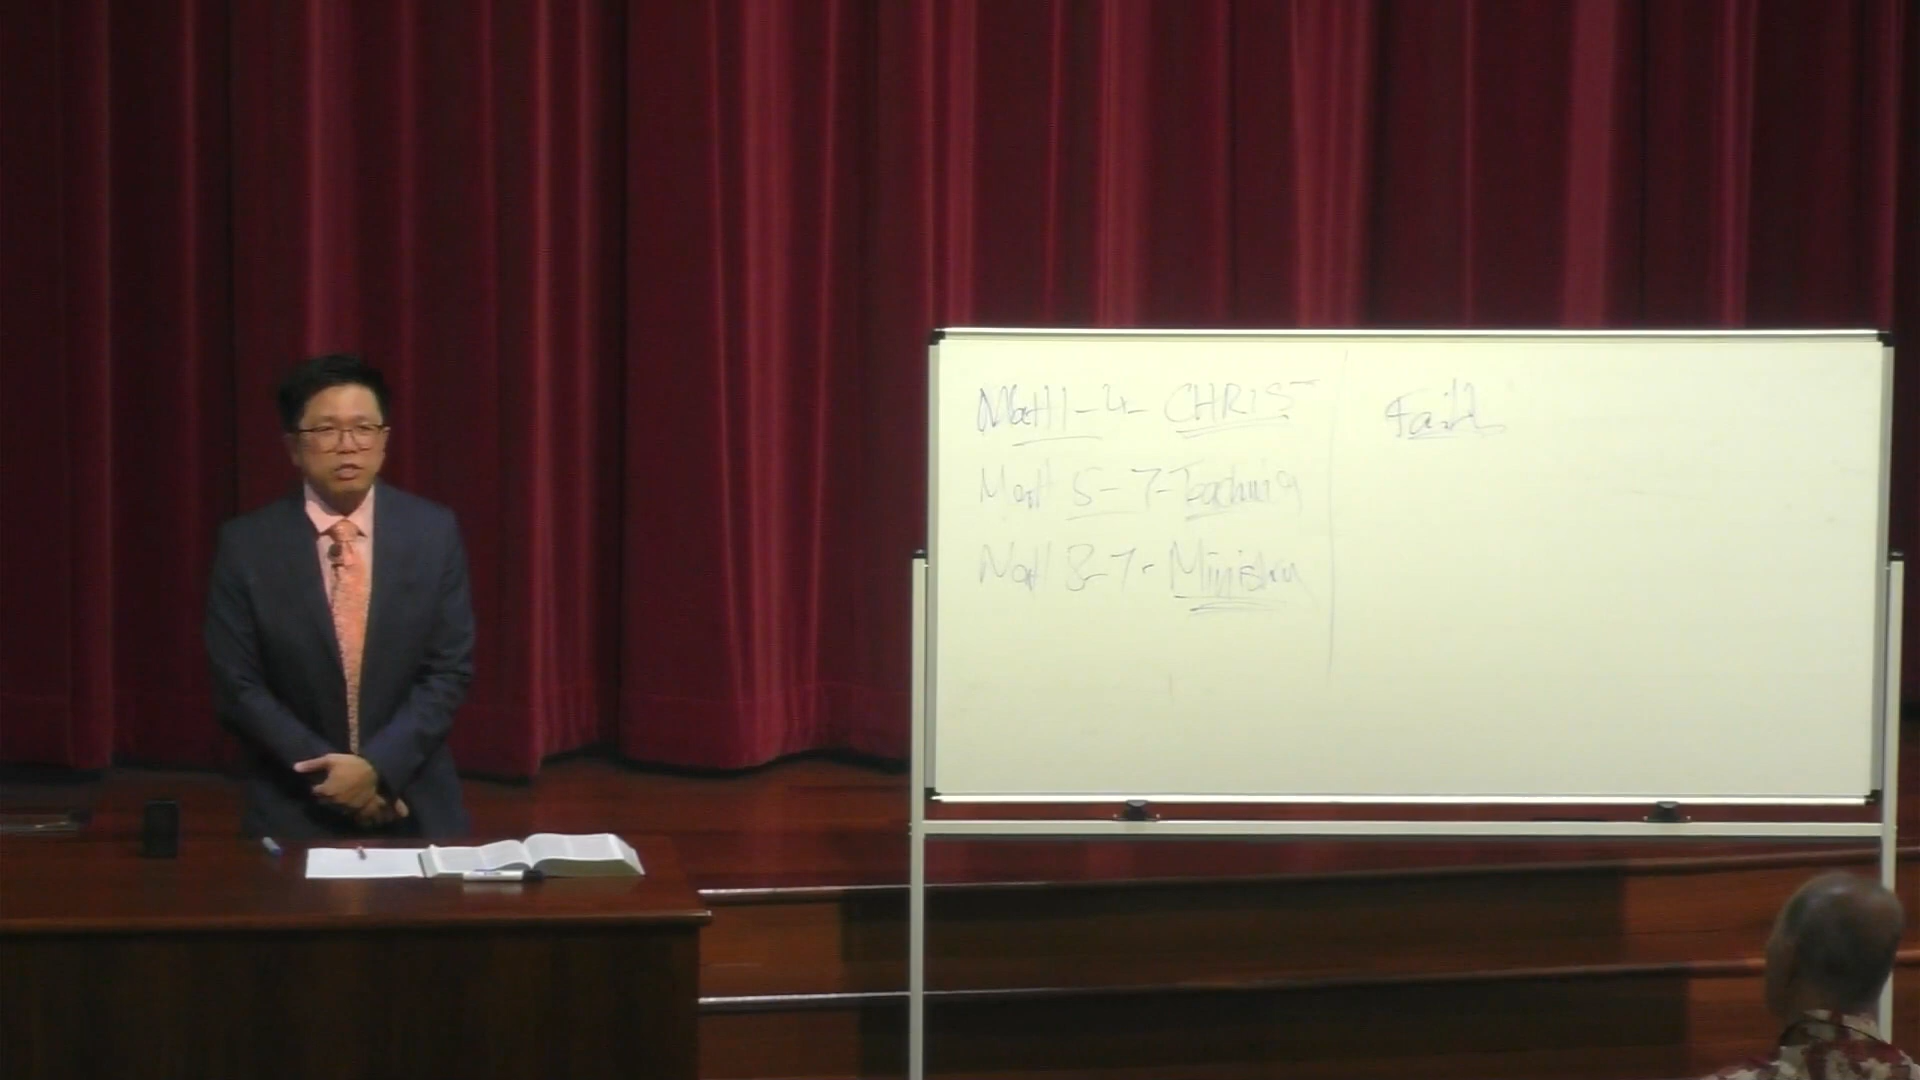 Matt 1-4- CHRIST
Matt 5-7-Teaching
Matt 8-7- Ministry
Faith